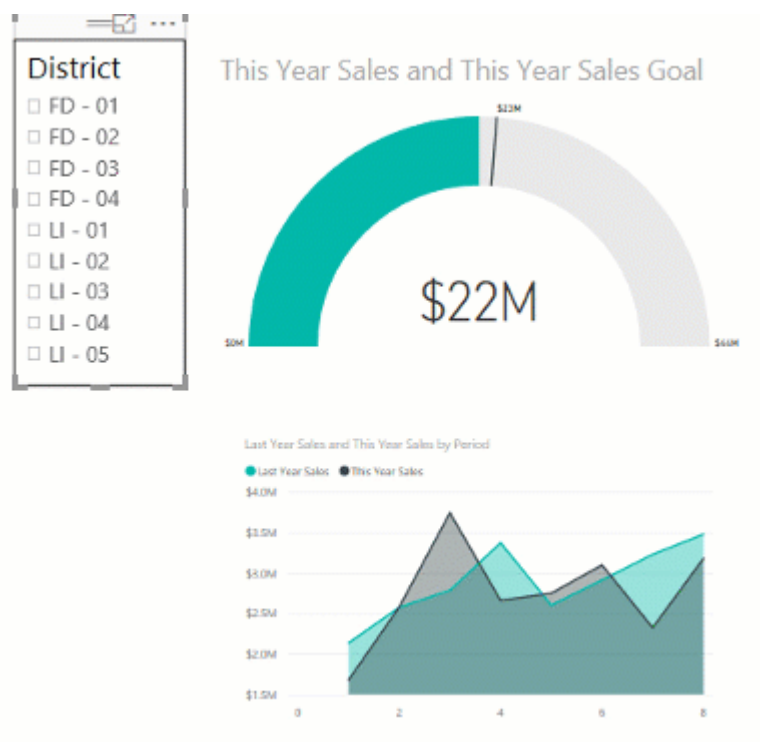 District
FD - 01
FD - 02
FD - 03
FD - 04
LI - 01
LI - 02
LI - 03
LI - 04
LI - 05
This Year Sales and This Year Sales Goal
$23M
$22M
$0M
Last Year Sales and This Year Sales by Period
Last Year Sales This Year Sales
$4.0M
$3.5M
$3.0M
$2.5M
$2.0M
$1.5M
0 2 4 6 8